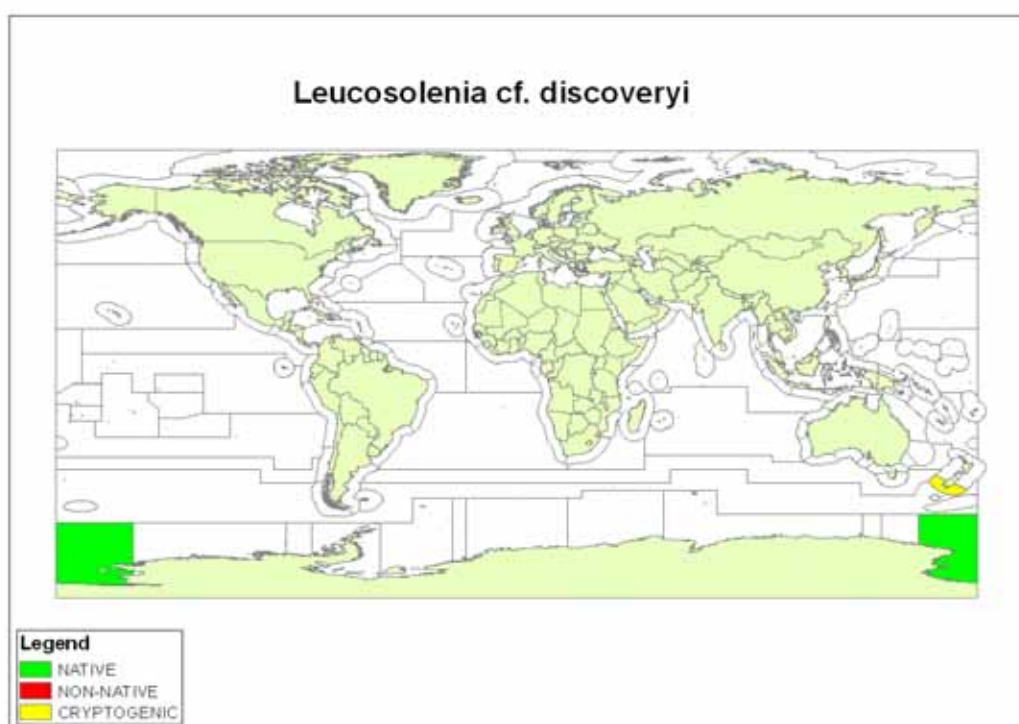 Leucosolenia cf. discoveryi
Legend
NATIVE
NON-NATIVE
CRYPTOGENIC